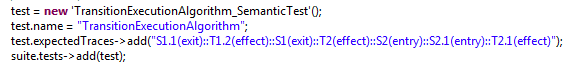 test = new 'TransitionExecutionAlgorithm_SemanticTest'();
test.name = "TransitionExecutionAlgorithm";
test.expectedTraces->add("S1.1(exit)::T1.2(effect)::S1(exit)::T2(effect)::S2(entry)::S2.1(entry)::T2.1(effect)");
suite.tests->add(test);